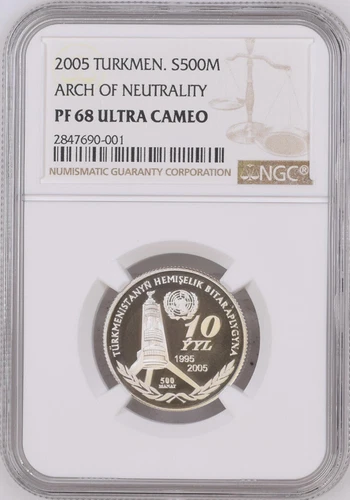 2005 TURKMEN. S500M
ARCH OF NEUTRALITY
PF 68 ULTRA CAMEO
2847690-001
NUMISMATIC GUARANTY CORPORATION
NGC®
TÜRKMENISTANYŇ HEMIŞELIK BITARAPLYGYNA
10
ÝYL
1995
2005
500
MANAT